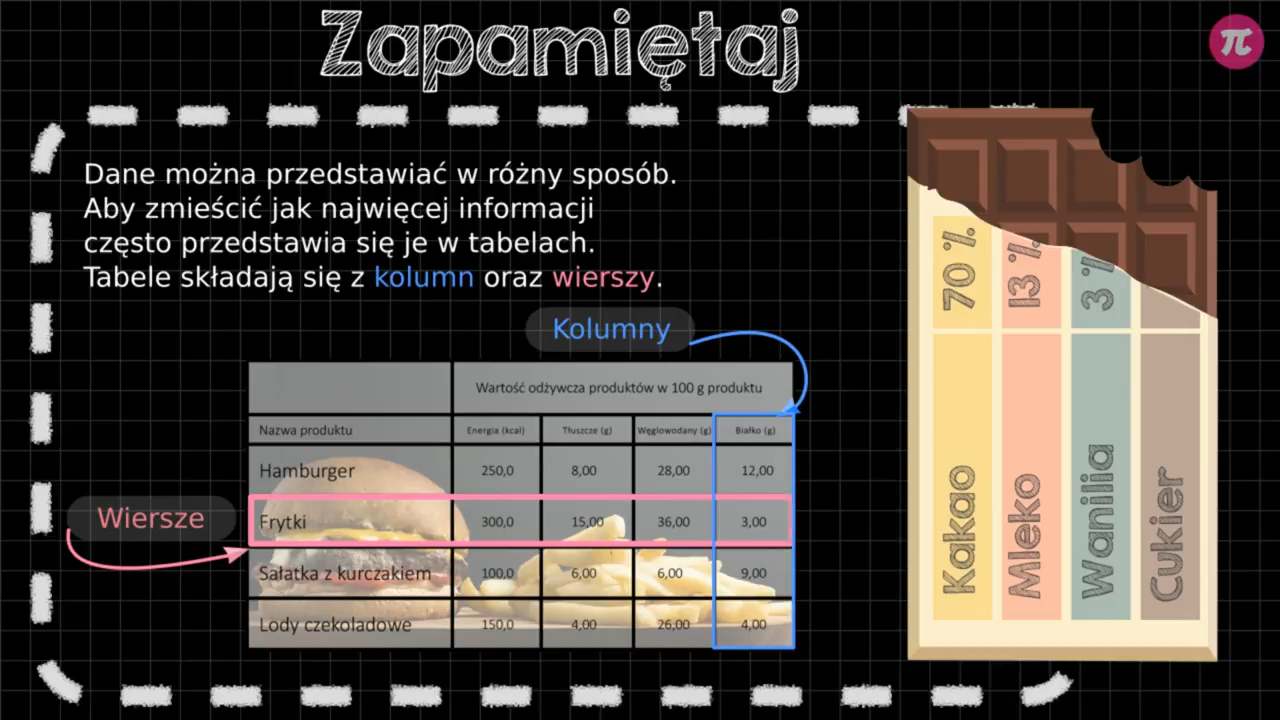 Zapamiętaj
π
Dane można przedstawiać w różny sposób.
Aby zmieścić jak najwięcej informacji
często przedstawia się je w tabelach.
Tabele składają się z kolumn oraz wierszy.
Kolumny
Wartość odżywcza produktów w 100 g produktu
Nazwa produktu Energia (kcal) Tłuszcze (g) Węglowodany (g) Białko (g)
Hamburger 250,0 8,00 28,00 12,00
Wiersze
Frytki 300,0 15,00 36,00 3,00
Sałatka z kurczakiem 100,0 6,00 6,00 9,00
Lody czekoladowe 150,0 4,00 26,00 4,00
Kakao 70 %
Mleko 13 %
Wanilia 3 %
Cukier